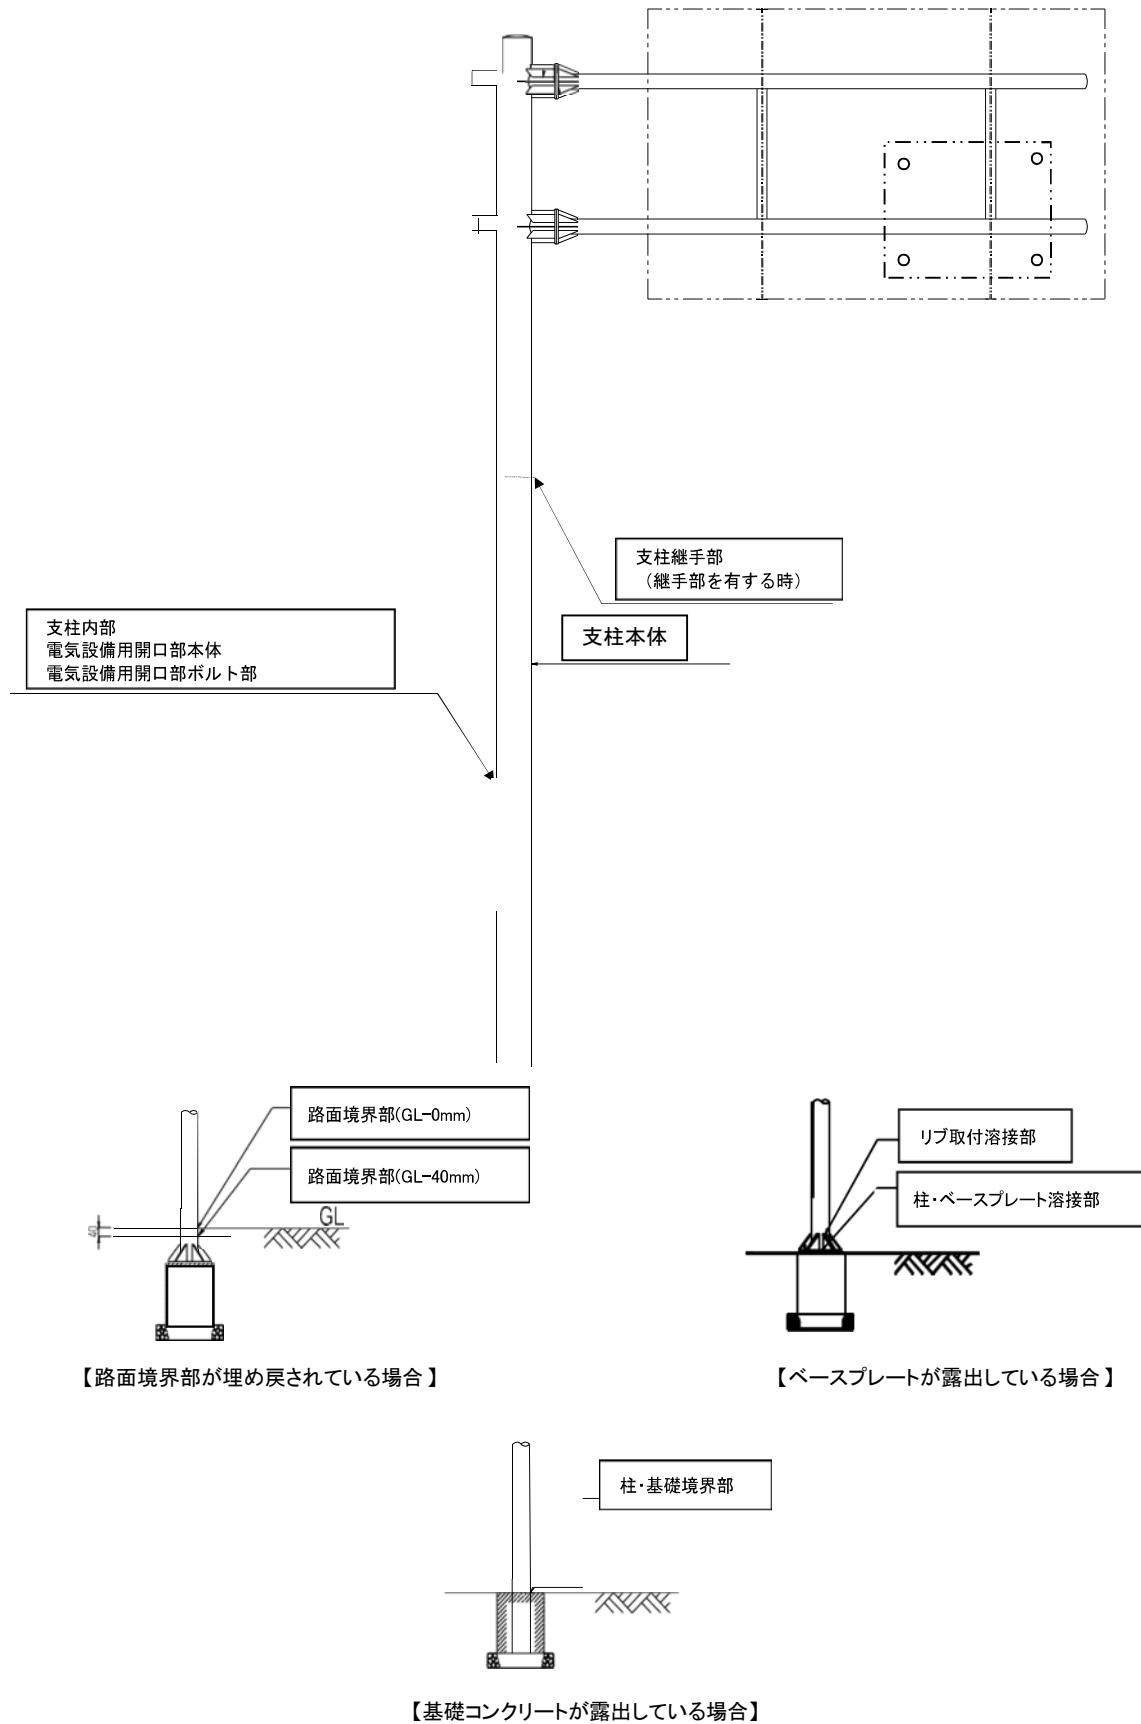 支柱継手部
（継手部を有する時）
支柱内部
電気設備用開口部本体
電気設備用開口部ボルト部
支柱本体
路面境界部(GL-0mm)
路面境界部(GL-40mm)
GL
40
リブ取付溶接部
柱・ベースプレート溶接部
【路面境界部が埋め戻されている場合】
【ベースプレートが露出している場合】
柱・基礎境界部
【基礎コンクリートが露出している場合】